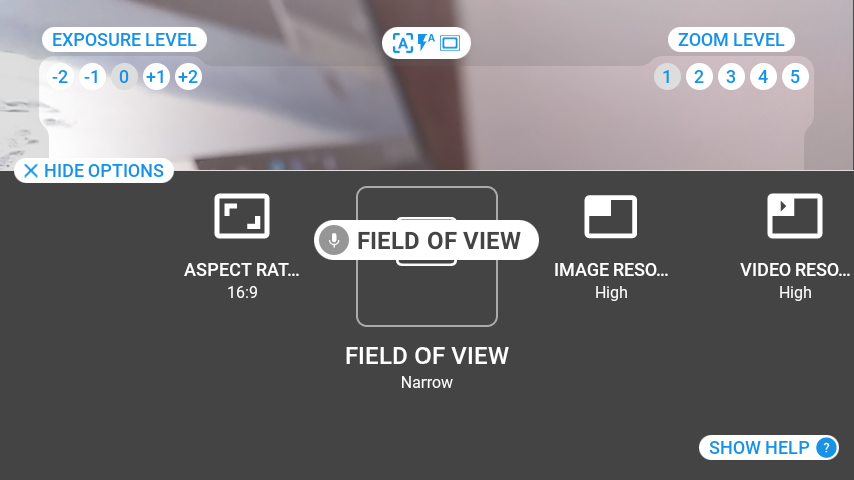 EXPOSURE LEVEL
A
A
ZOOM LEVEL
-2 -1 0 +1 +2
1 2 3 4 5
HIDE OPTIONS
FIELD OF VIEW
ASPECT RAT...
16:9
IMAGE RESO...
High
VIDEO RESO...
High
FIELD OF VIEW
Narrow
SHOW HELP ?